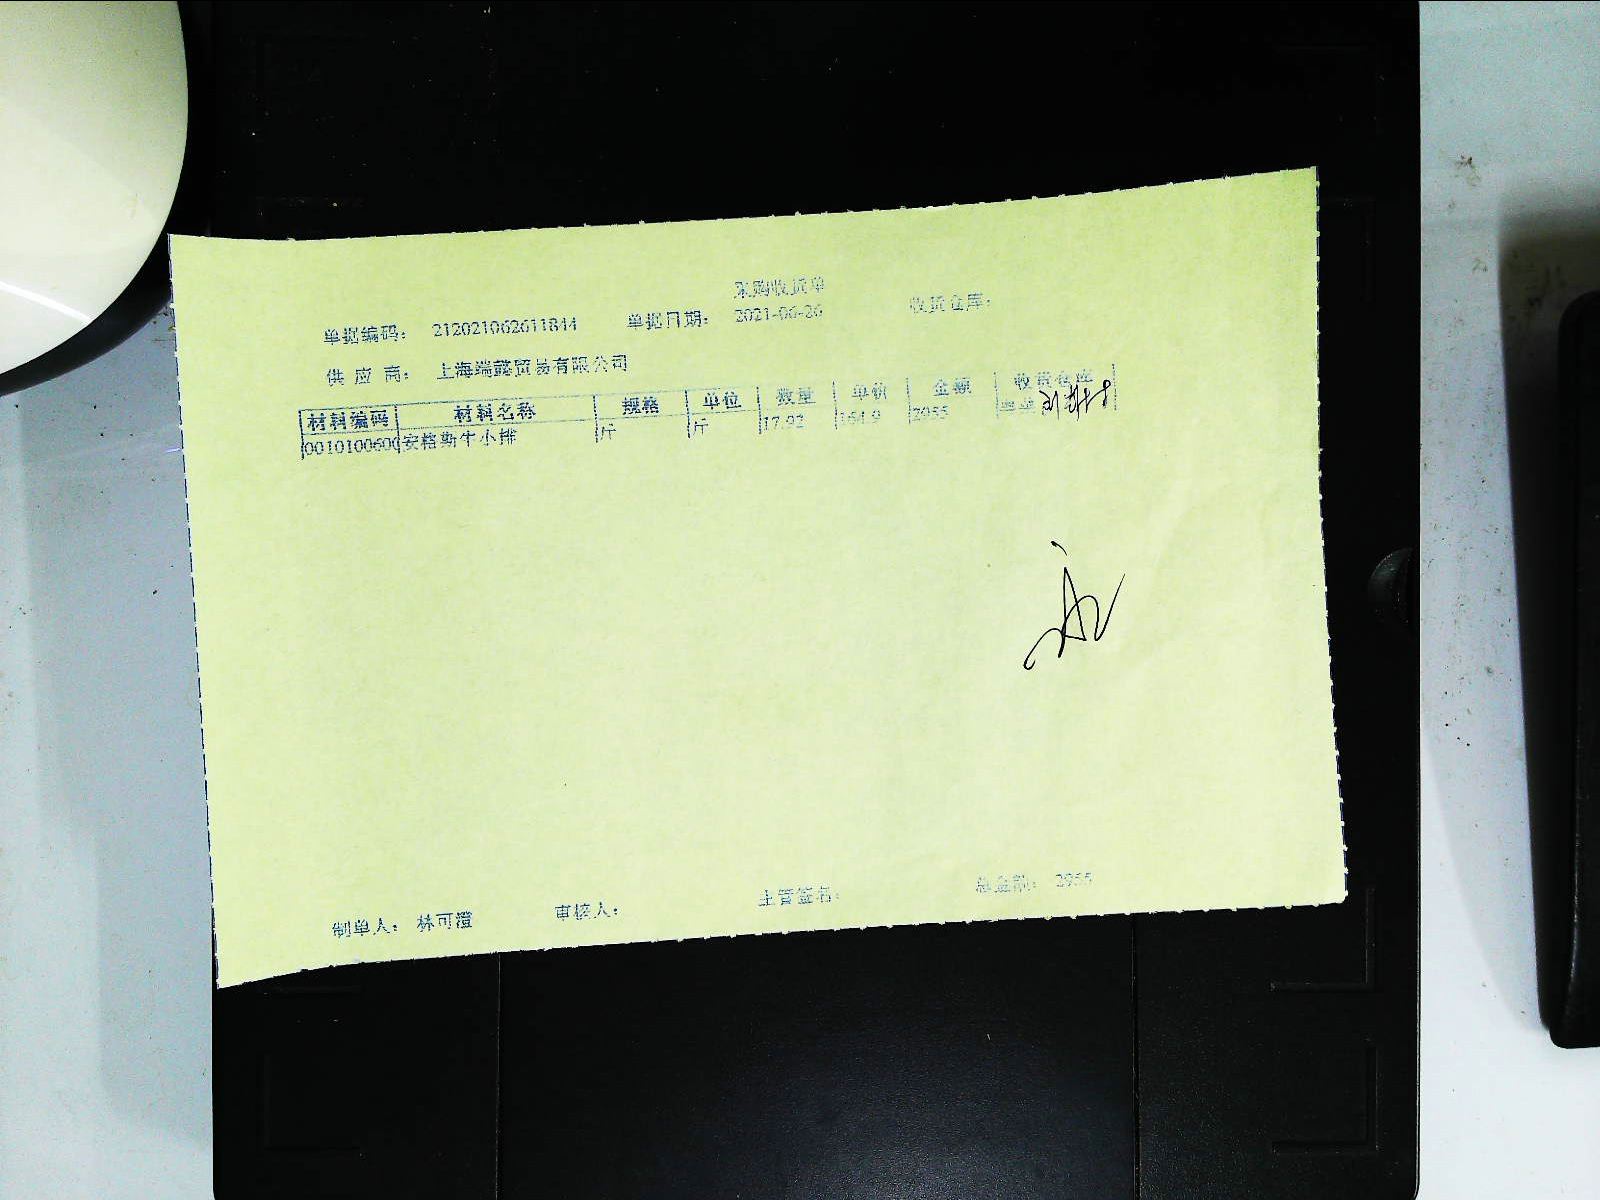 采购收货单
单据编码： 212021062611844 单据日期： 2021-06-26 收货仓库：
供 应 商： 上海端懿贸易有限公司
材料编码 材料名称 规格 单位 数量 单价 金额 收货仓库
0010100600 安格斯牛小排 斤 斤 17.92 164.9 2955
制单人： 林可澄 审核人： 主管签名： 总金额： 2955